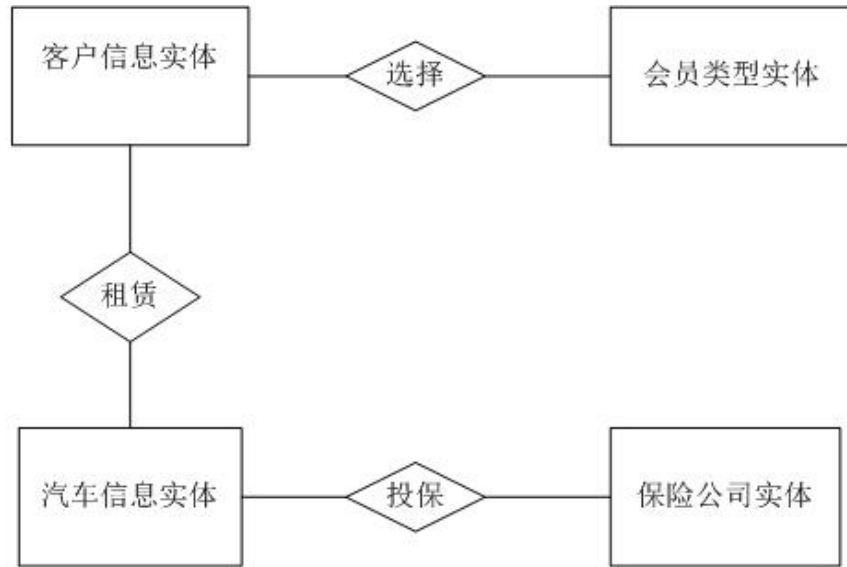 客户信息实体
选择
会员类型实体
租赁
汽车信息实体
投保
保险公司实体